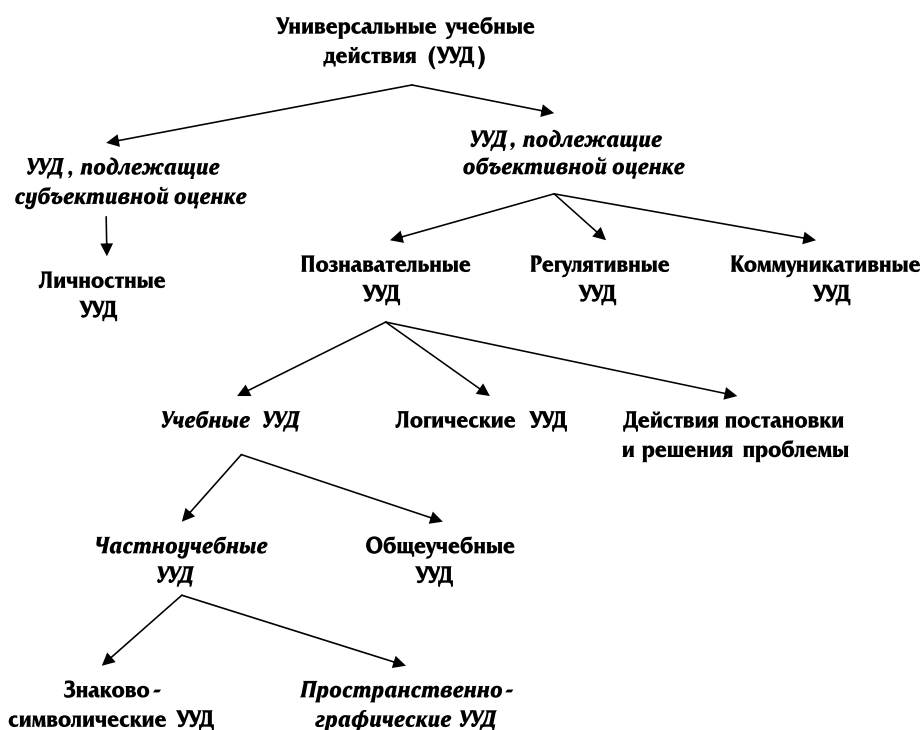 Универсальные учебные
действия (УУД)
УУД, подлежащие
субъективной оценке
УУД, подлежащие
объективной оценке
Личностные
УУД
Познавательные
УУД
Регулятивные
УУД
Коммуникативные
УУД
Учебные УУД
Логические УУД
Действия постановки
и решения проблемы
Частноучебные
УУД
Общеучебные
УУД
Знаково-
символические УУД
Пространственно-
графические УУД